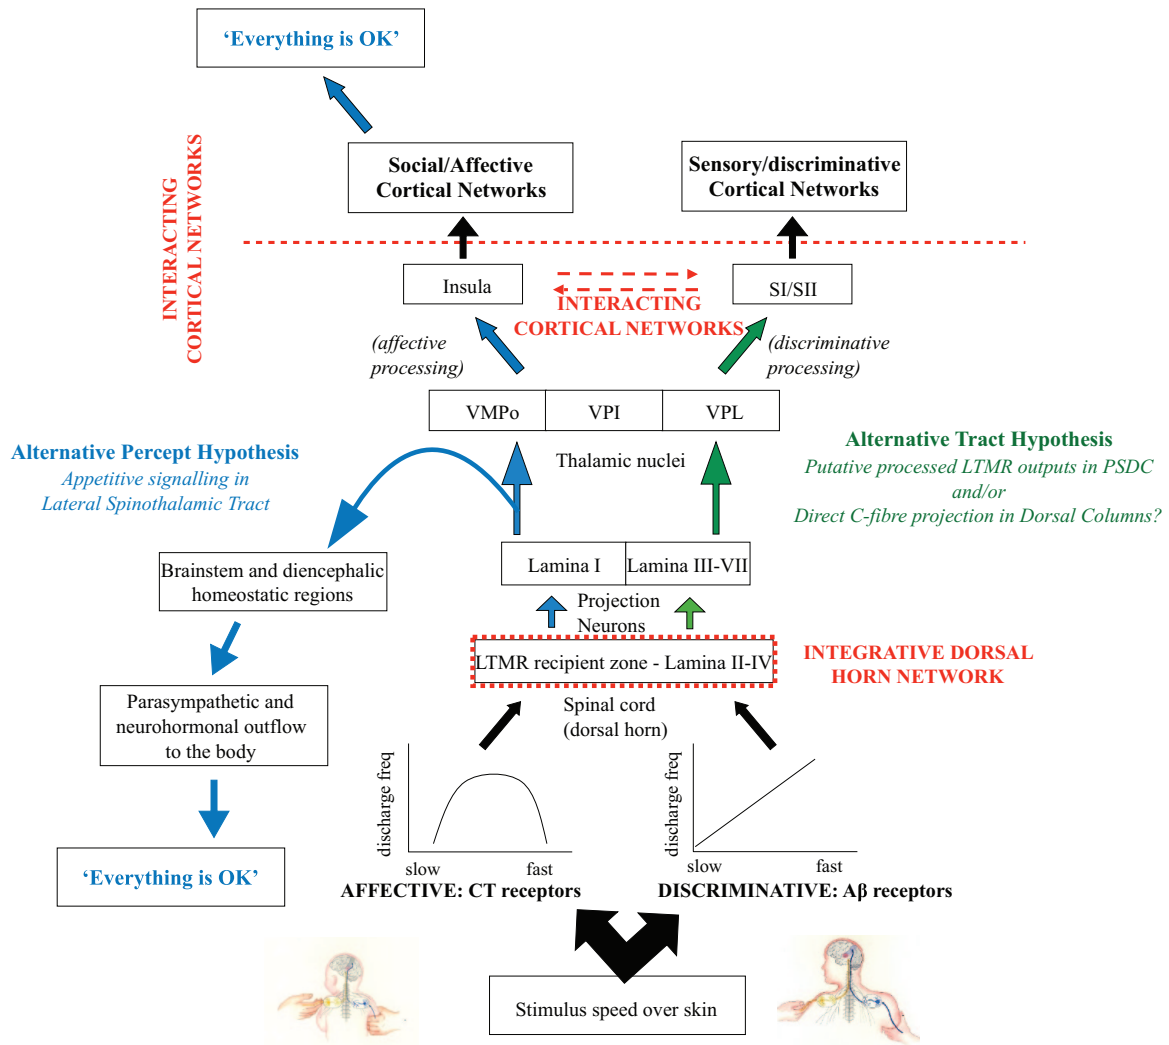 ‘Everything is OK’
Social/Affective
Cortical Networks
Sensory/discriminative
Cortical Networks
INTERACTING
CORTICAL NETWORKS
Insula
SI/SII
INTERACTING
CORTICAL NETWORKS
(affective
processing)
(discriminative
processing)
VMPo
VPI
VPL
Thalamic nuclei
Alternative Percept Hypothesis
Appetitive signalling in
Lateral Spinothalamic Tract
Alternative Tract Hypothesis
Putative processed LTMR outputs in PSDC
and/or
Direct C-fibre projection in Dorsal Columns?
Brainstem and diencephalic
homeostatic regions
Lamina I
Lamina III-VII
Projection
Neurons
LTMR recipient zone - Lamina II-IV
INTEGRATIVE DORSAL
HORN NETWORK
Parasympathetic and
neurohormonal outflow
to the body
Spinal cord
(dorsal horn)
discharge freq
slow
fast
AFFECTIVE: CT receptors
discharge freq
slow
fast
DISCRIMINATIVE: Aβ receptors
‘Everything is OK’
Stimulus speed over skin